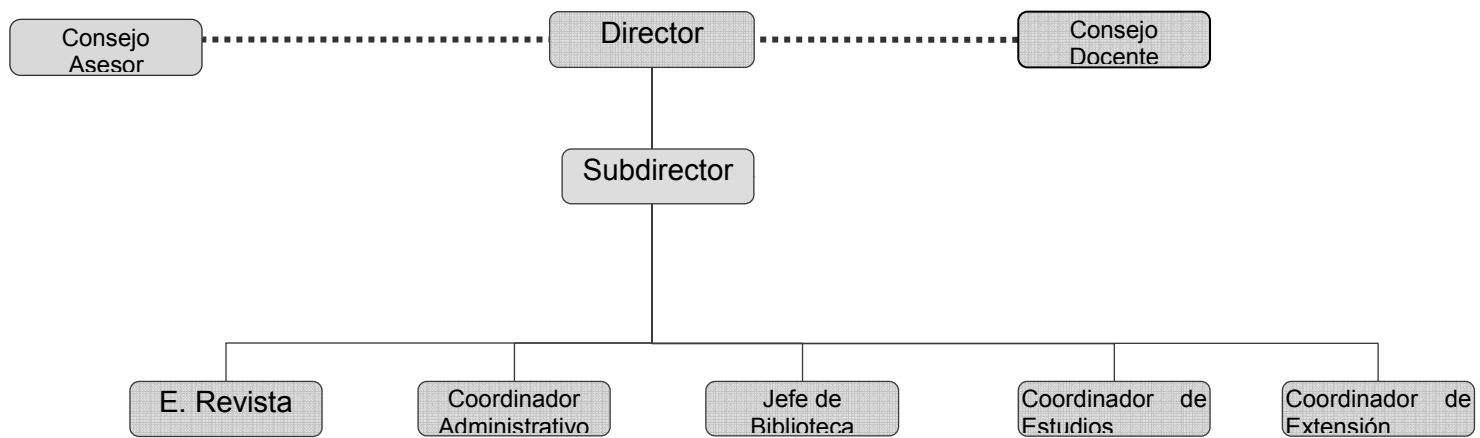 Consejo
Asesor
Director
Consejo
Docente
Subdirector
E. Revista
Coordinador
Administrativo
Jefe de
Biblioteca
Coordinador de
Estudios
Coordinador de
Extensión